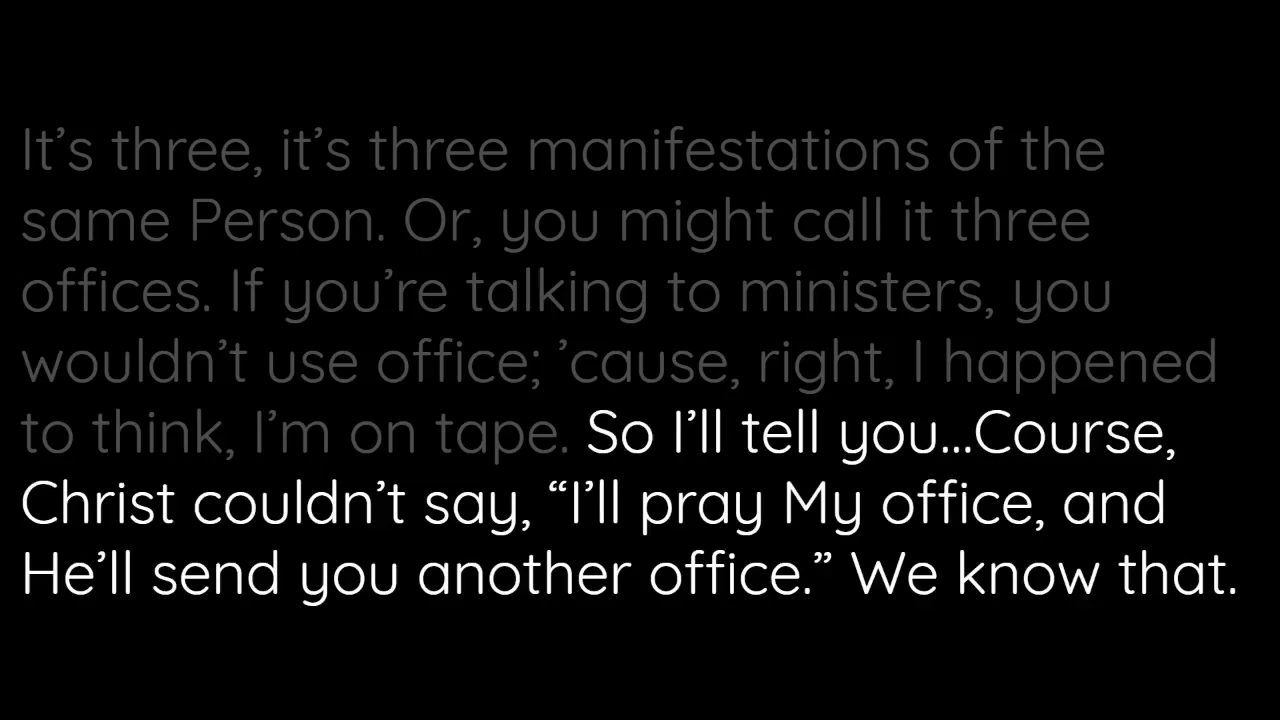 It’s three, it’s three manifestations of the
same Person. Or, you might call it three
offices. If you’re talking to ministers, you
wouldn’t use office; ’cause, right, I happened
to think, I’m on tape. So I’ll tell you...Course,
Christ couldn’t say, “I’ll pray My office, and
He’ll send you another office.” We know that.